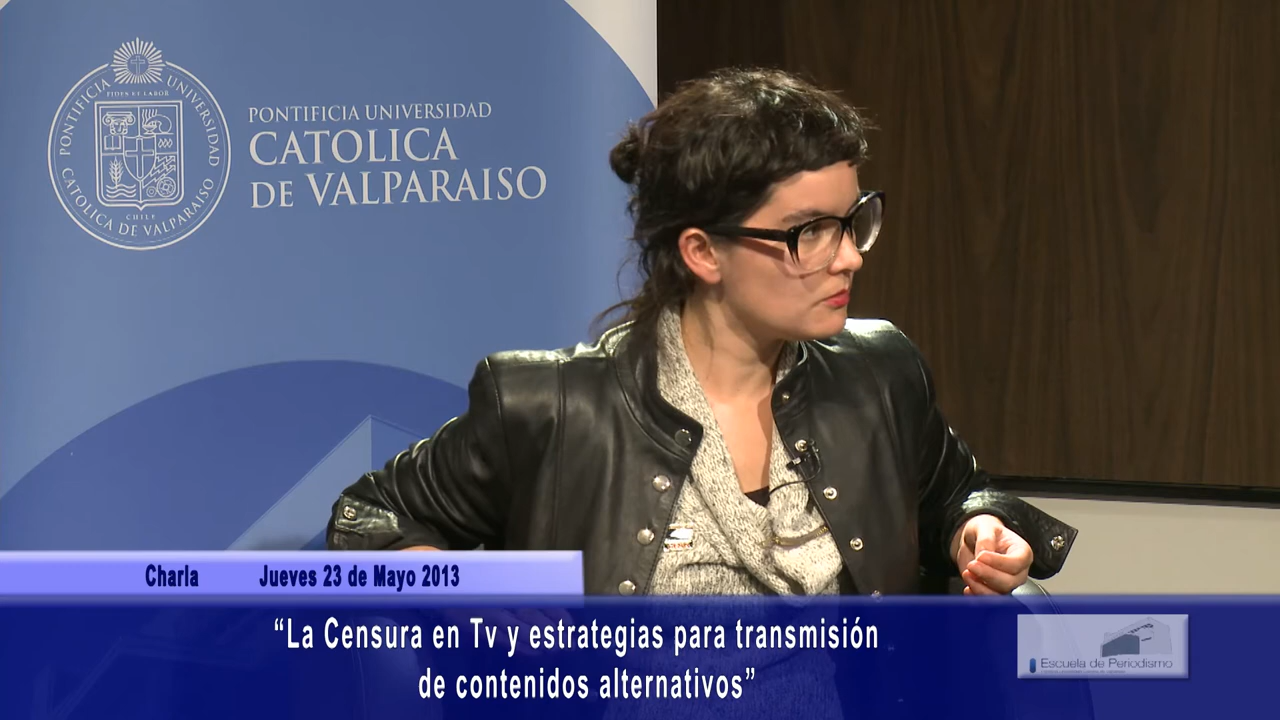 PONTIFICIA UNIVERSIDAD
CATOLICA DE VALPARAISO
FIDES ET LABOR
CHILE
PONTIFICIA UNIVERSIDAD
CATOLICA
DE VALPARAISO
Charla Jueves 23 de Mayo 2013
“La Censura en Tv y estrategias para transmisión
de contenidos alternativos”
Escuela de Periodismo